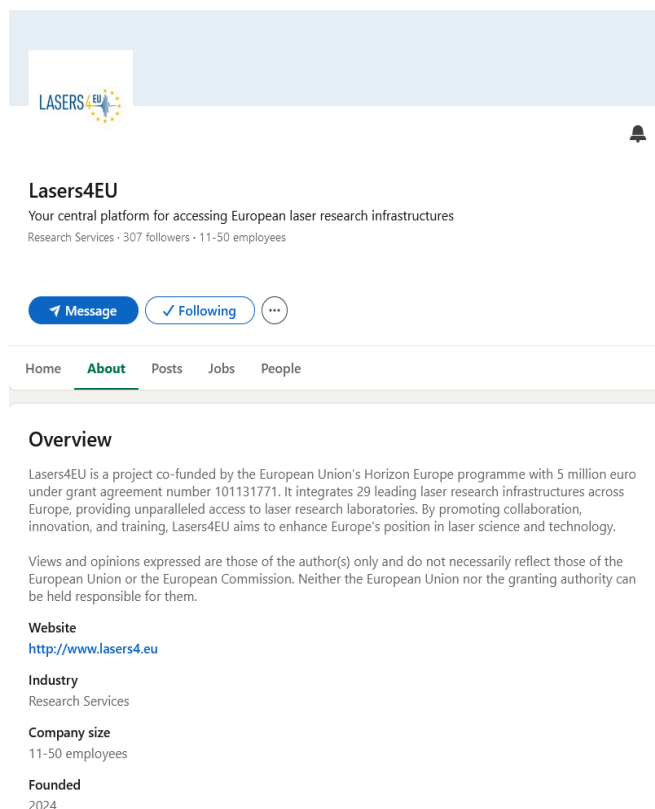 LASERS4EU
Lasers4EU
Your central platform for accessing European laser research infrastructures
Research Services · 307 followers · 11-50 employees
Message
Following
Home
About
Posts
Jobs
People
Overview
Lasers4EU is a project co-funded by the European Union's Horizon Europe programme with 5 million euro
under grant agreement number 101131771. It integrates 29 leading laser research infrastructures across
Europe, providing unparalleled access to laser research laboratories. By promoting collaboration,
innovation, and training, Lasers4EU aims to enhance Europe's position in laser science and technology.
Views and opinions expressed are those of the author(s) only and do not necessarily reflect those of the
European Union or the European Commission. Neither the European Union nor the granting authority can
be held responsible for them.
Website
http://www.lasers4.eu
Industry
Research Services
Company size
11-50 employees
Founded
2024